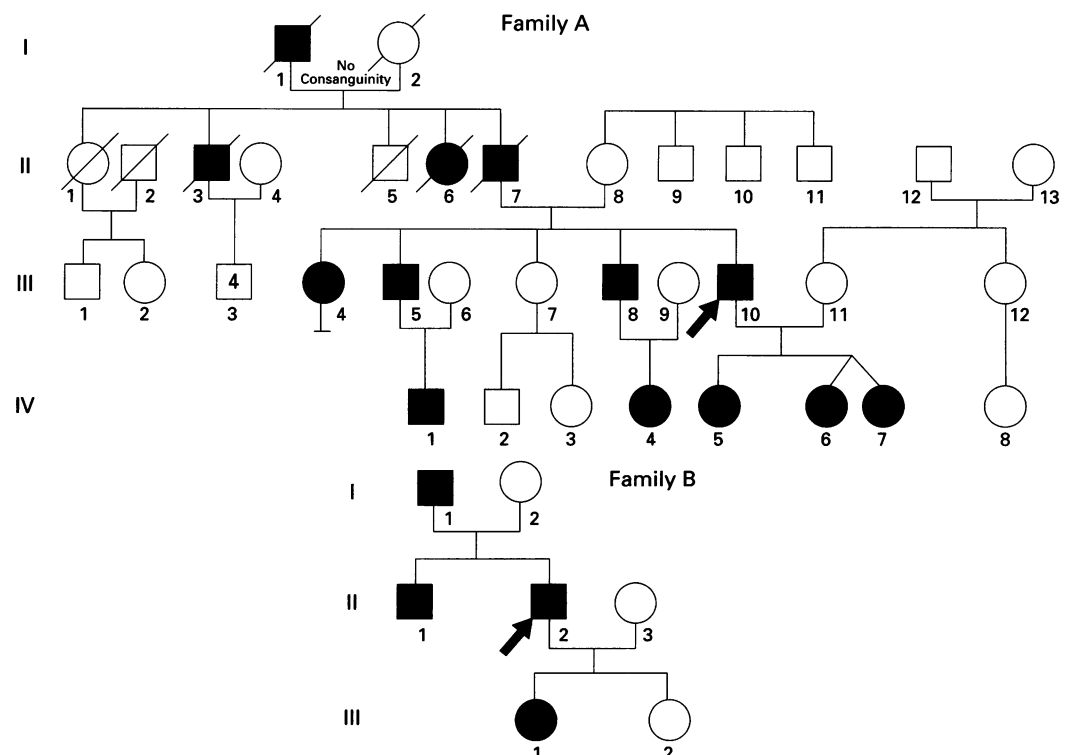 Family A
I
No
Consanguinity
1 2
II
1 2 3 4 5 6 7 8 9 10 11 12 13
III
4
1 2 3 4 5 6 7 8 9 10 11 12
IV
1 2 3 4 5 6 7 8
Family B
I
1 2
II
1 2 3
III
1 2